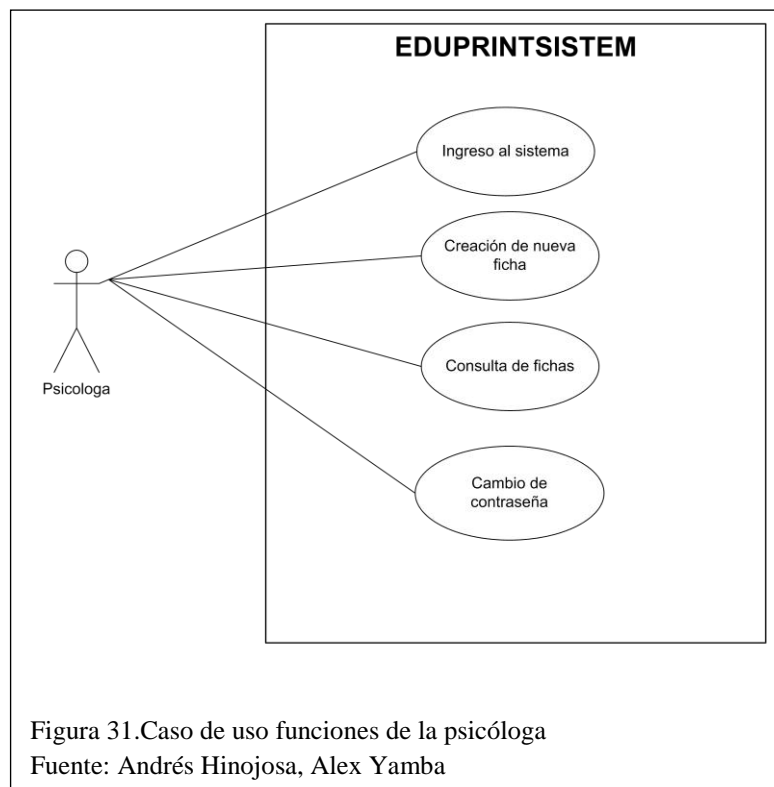 EDUPRINTSISTEM
Ingreso al sistema
Creación de nueva
ficha
Consulta de fichas
Psicologa
Cambio de
contraseña
Figura 31.Caso de uso funciones de la psicóloga
Fuente: Andrés Hinojosa, Alex Yamba